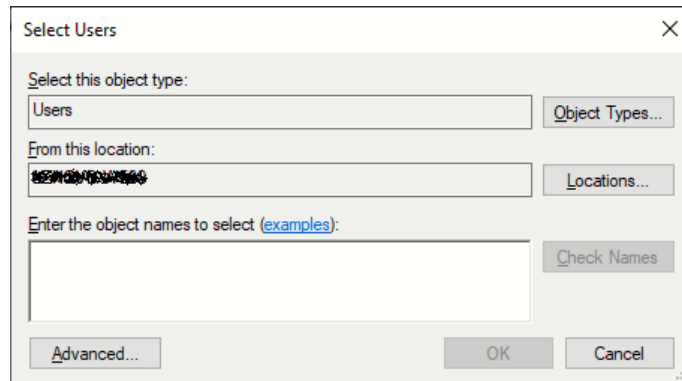 Select Users
Select this object type:
Users
Object Types...
From this location:
Locations...
Enter the object names to select (examples):
Check Names
Advanced...
OK
Cancel